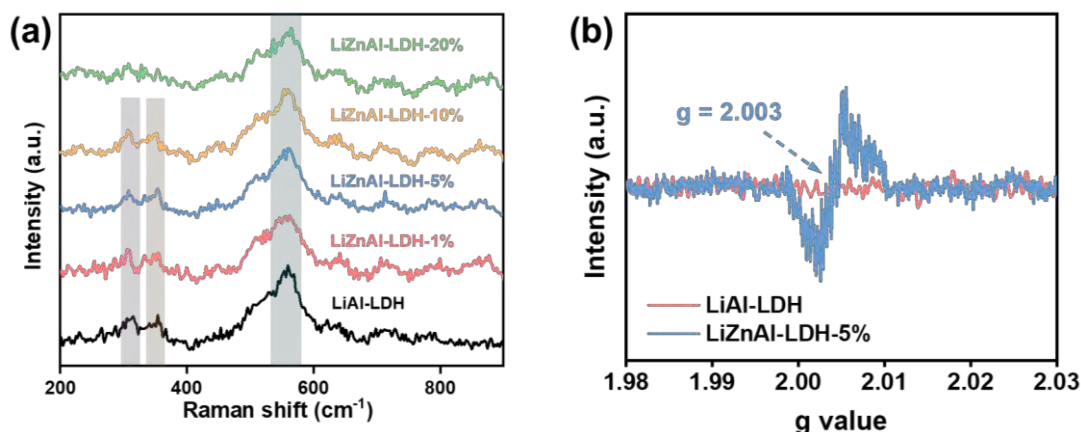 (a)
Intensity (a.u.)
LiZnAl-LDH-20%
LiZnAl-LDH-10%
LiZnAl-LDH-5%
LiZnAl-LDH-1%
LiAl-LDH
200 400 600 800
Raman shift (cm⁻¹)
(b)
Intensity (a.u.)
g = 2.003
LiAl-LDH
LiZnAl-LDH-5%
1.98 1.99 2.00 2.01 2.02 2.03
g value